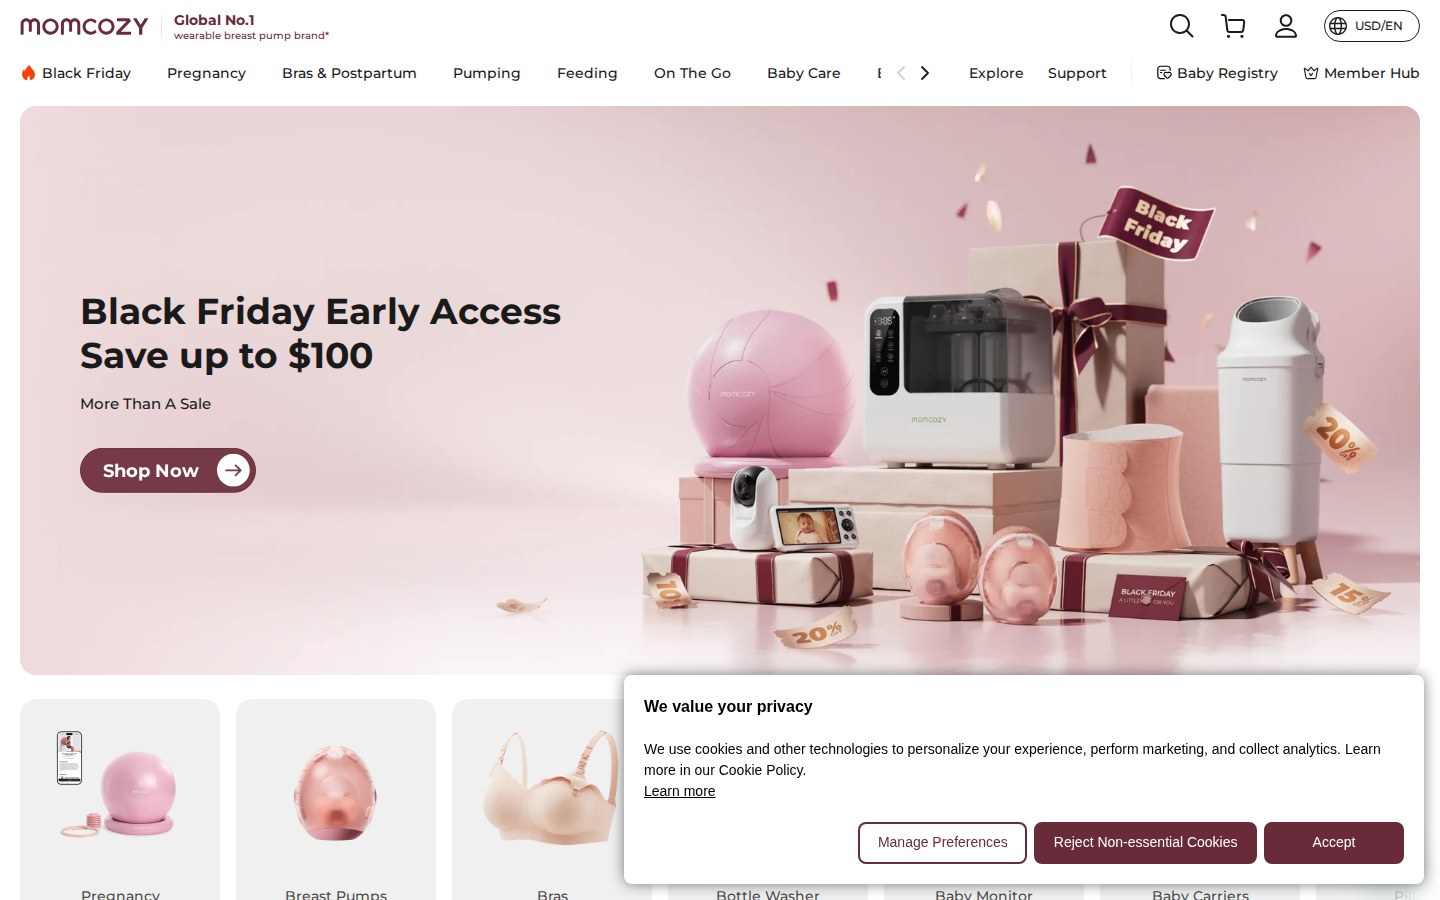 momcozy
Global No.1
wearable breast pump brand*
USD/EN
Black Friday
Pregnancy
Bras & Postpartum
Pumping
Feeding
On The Go
Baby Care
Explore
Support
Baby Registry
Member Hub
Black Friday Early Access
Save up to $100
More Than A Sale
Shop Now
Black
Friday
momcozy
momcozy
momcozy
20%
10
20%
15%
BLACK FRIDAY
We value your privacy
We use cookies and other technologies to personalize your experience, perform marketing, and collect analytics. Learn
more in our Cookie Policy.
Learn more
Manage Preferences
Reject Non-essential Cookies
Accept
Pregnancy
Breast Pumps
Bras
Bottle Washer
Baby Monitor
Baby Carriers